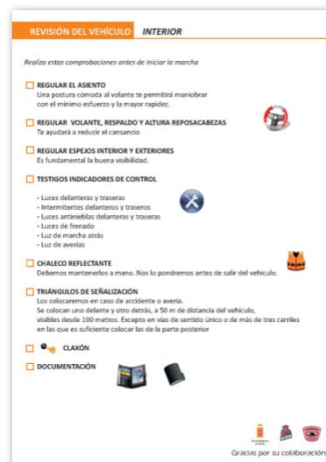 REVISIÓN DEL VEHÍCULO INTERIOR
Realiza estas comprobaciones antes de iniciar la marcha
REGULAR EL ASIENTO
Una postura cómoda al volante te permitirá maniobrar
con el mínimo esfuerzo y la mayor rapidez.
REGULAR VOLANTE, RESPALDO Y ALTURA REPOSACABEZAS
Te ayudará a reducir el cansancio
REGULAR ESPEJOS INTERIOR Y EXTERIORES
Es fundamental la buena visibilidad.
TESTIGOS INDICADORES DE CONTROL
- Luces delanteras y traseras
- Intermitentes delanteros y traseros
- Luces antinieblas delanteras y traseras
- Luces de frenado
- Luz de marcha atrás
- Luz de averías
CHALECO REFLECTANTE
Debemos mantenerlos a mano. Nos lo pondremos antes de salir del vehículo.
TRIÁNGULOS DE SEÑALIZACIÓN
Los colocaremos en caso de accidente o avería.
Se colocan uno delante y otro detrás, a 50 m de distancia del vehículo,
visibles desde 100 metros. Excepto en vías de sentido único o de más de tres carriles
en las que es suficiente colocar las de la parte posterior
CLAXÓN
DOCUMENTACIÓN
Gracias por su colaboración